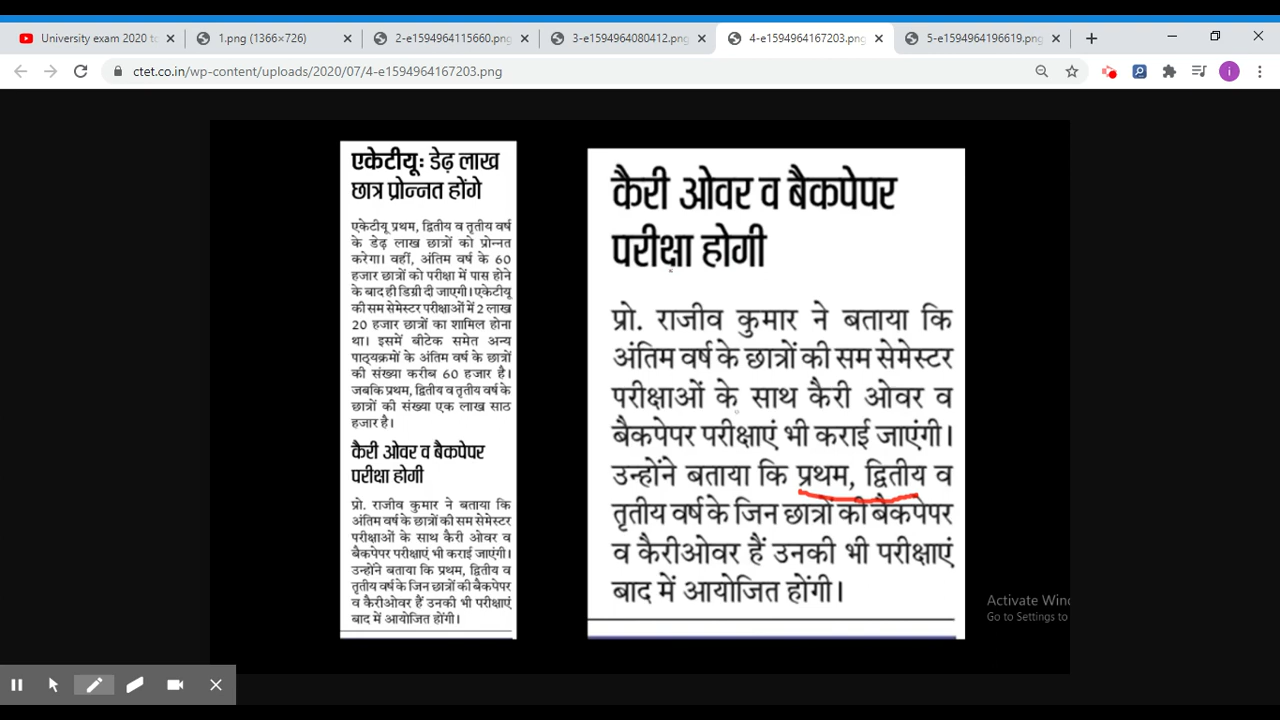 University exam 2020 to
1.png (1366×726)
2-e1594964115660.png
3-e1594964080412.png
4-e1594964167203.png
5-e1594964196619.pn
ctet.co.in/wp-content/uploads/2020/07/4-e1594964167203.png
i
एकेटीयू: डेढ़ लाख
छात्र प्रोन्नत होंगे
एकेटीयू प्रथम, द्वितीय व तृतीय वर्ष
के डेढ़ लाख छात्रों को प्रोन्नत
करेगा। वहीं, अंतिम वर्ष के 60
हजार छात्रों को परीक्षा में पास होने
के बाद ही डिग्री दी जाएगी। एकेटीयू
की सम सेमेस्टर परीक्षाओं में 2 लाख
20 हजार छात्रों का शामिल होना
था। इसमें बीटेक समेत अन्य
पाठ्यक्रमों के अंतिम वर्ष के छात्रों
की संख्या करीब 60 हजार है।
जबकि प्रथम, द्वितीय व तृतीय वर्ष के
छात्रों की संख्या एक लाख साठ
हजार है।
कैरी ओवर व बैकपेपर
परीक्षा होगी
प्रो. राजीव कुमार ने बताया कि
अंतिम वर्ष के छात्रों की सम सेमेस्टर
परीक्षाओं के साथ कैरी ओवर व
बैकपेपर परीक्षाएं भी कराई जाएंगी।
उन्होंने बताया कि प्रथम, द्वितीय व
तृतीय वर्ष के जिन छात्रों की बैकपेपर
व कैरीओवर हैं उनकी भी परीक्षाएं
बाद में आयोजित होंगी।
कैरी ओवर व बैकपेपर
परीक्षा होगी
प्रो. राजीव कुमार ने बताया कि
अंतिम वर्ष के छात्रों की सम सेमेस्टर
परीक्षाओं के साथ कैरी ओवर व
बैकपेपर परीक्षाएं भी कराई जाएंगी।
उन्होंने बताया कि प्रथम, द्वितीय व
तृतीय वर्ष के जिन छात्रों की बैकपेपर
व कैरीओवर हैं उनकी भी परीक्षाएं
बाद में आयोजित होंगी।
Activate Wind
Go to Settings to